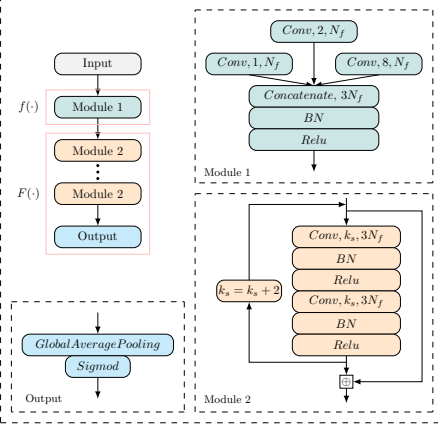 Input
f(·)
Module 1
Module 2
F(·)
Module 2
Output
GlobalAveragePooling
Sigmod
Output
Conv, 2, N_f
Conv, 1, N_f
Conv, 8, N_f
Concatenate, 3N_f
BN
Relu
Module 1
Conv, k_s, 3N_f
BN
Relu
k_s = k_s + 2
Conv, k_s, 3N_f
BN
Relu
⊕
Module 2